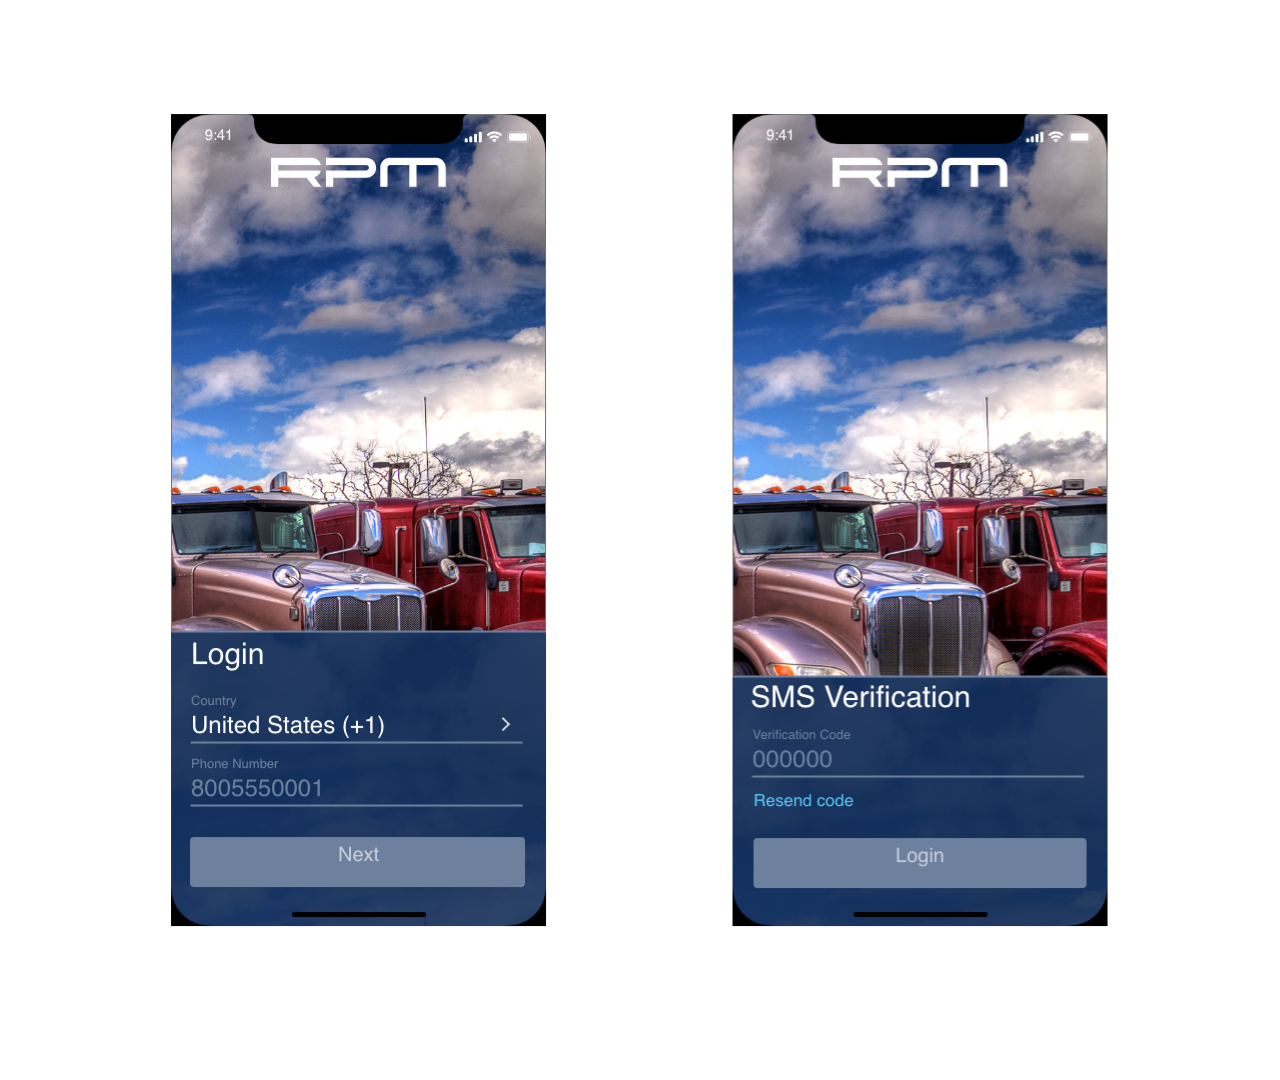 9:41
RPM
Login
Country
United States (+1)
Phone Number
8005550001
Next
9:41
RPM
SMS Verification
Verification Code
000000
Resend code
Login